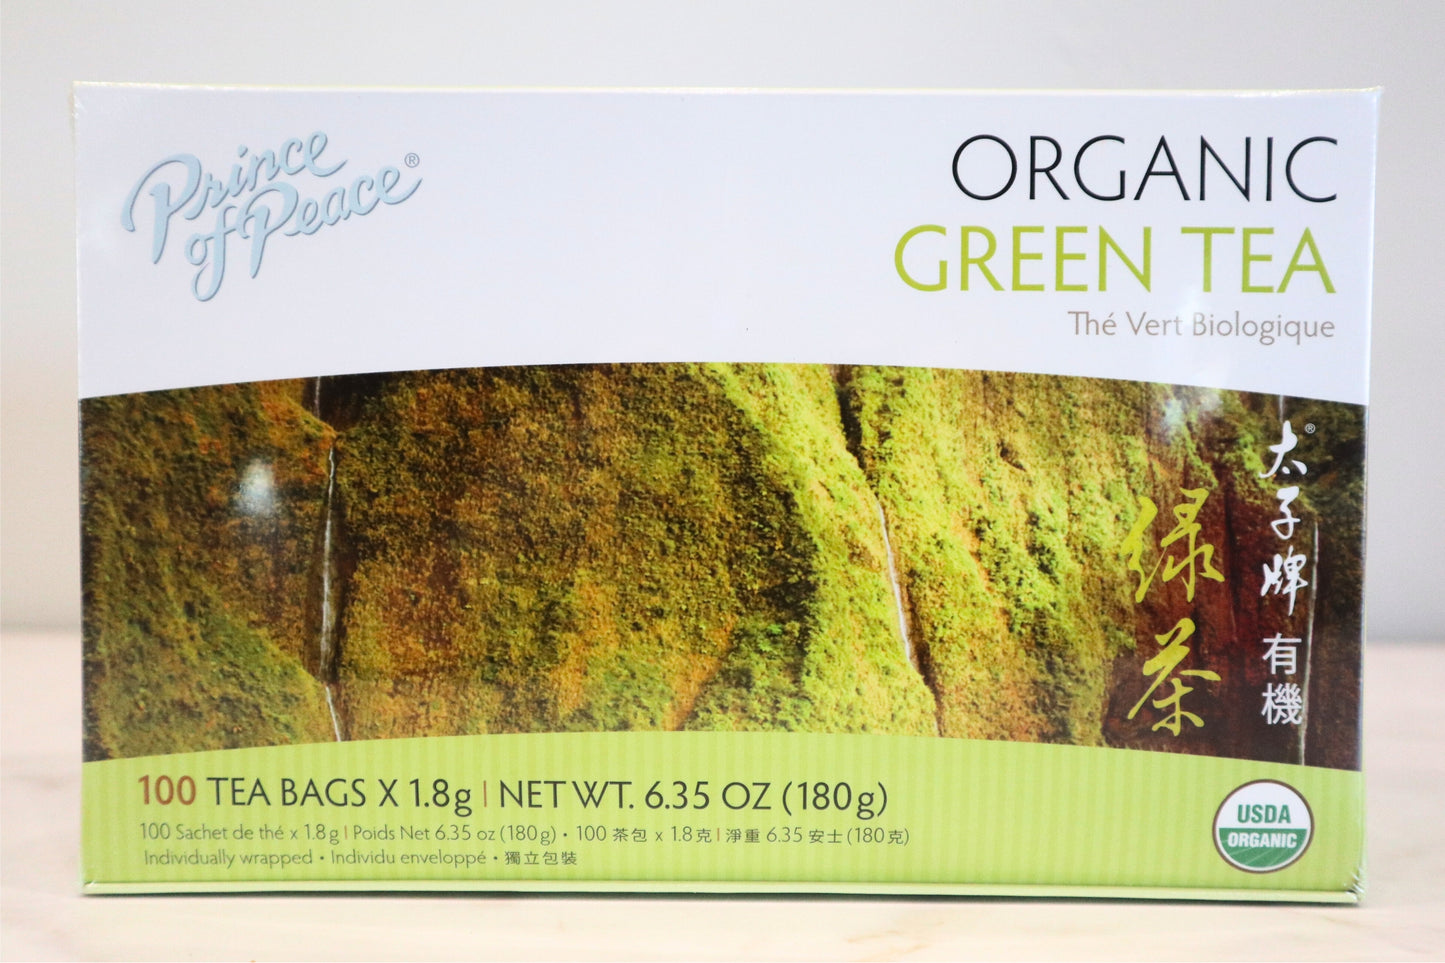 Prince
of Peace®
ORGANIC
GREEN TEA
Thé Vert Biologique
太子牌®
有機
绿茶
100 TEA BAGS X 1.8g | NET WT. 6.35 OZ (180g)
100 Sachet de thé x 1.8g | Poids Net 6.35 oz (180g) • 100 茶包 x 1.8克 | 淨重 6.35 安士 (180克)
Individually wrapped • Individu enveloppé • 獨立包裝
USDA
ORGANIC